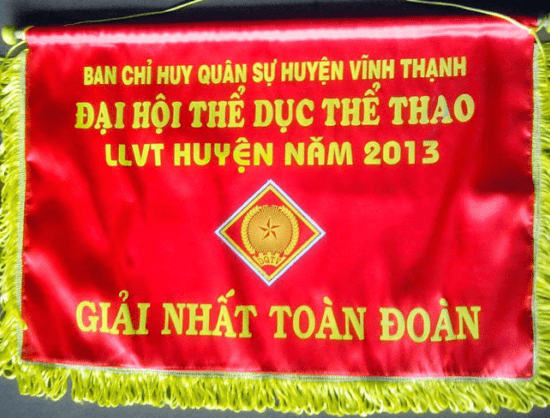 BAN CHỈ HUY QUÂN SỰ HUYỆN VĨNH THẠNH
ĐẠI HỘI THỂ DỤC THỂ THAO
LLVT HUYỆN NĂM 2013
DQTV
GIẢI NHẤT TOÀN ĐOÀN